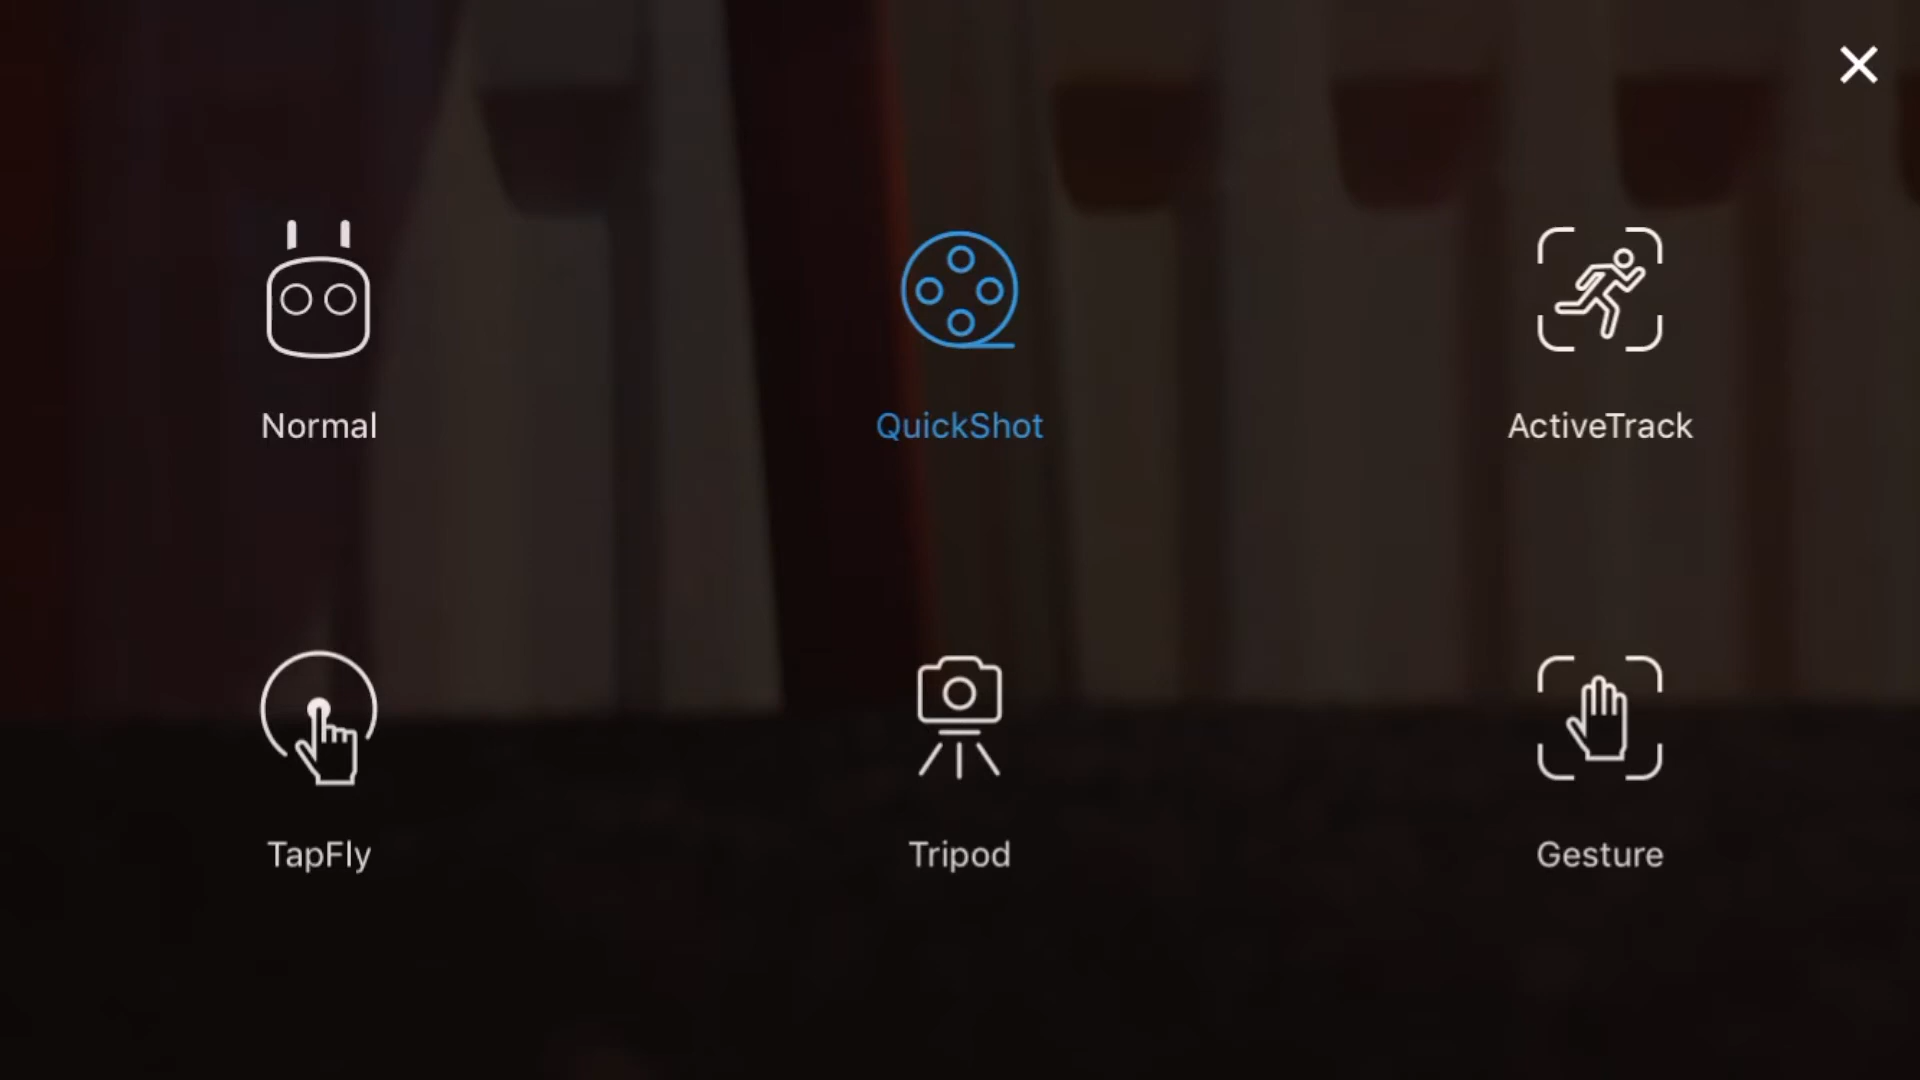 Normal
QuickShot
ActiveTrack
TapFly
Tripod
Gesture